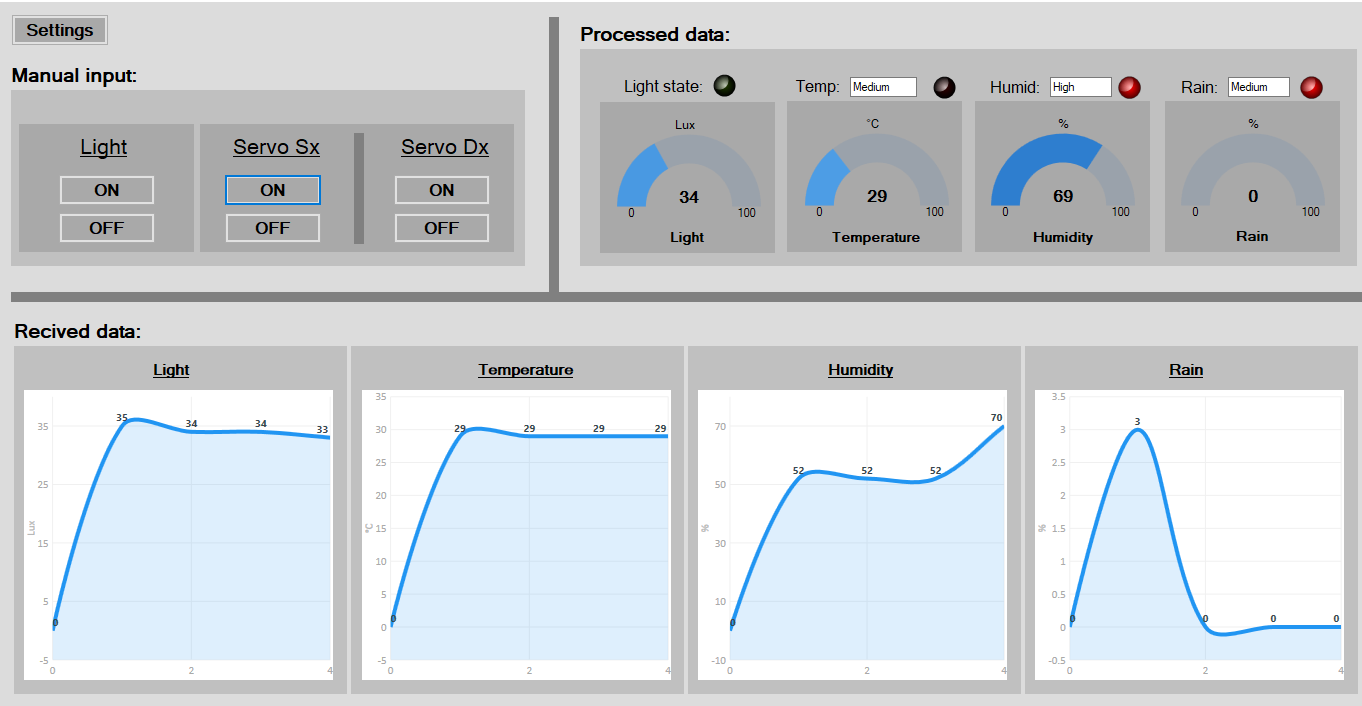 Settings
Manual input:
Light
ON
OFF
Servo Sx
ON
OFF
Servo Dx
ON
OFF
Processed data:
Light state:
Lux
34
0 100
Light
Temp: Medium
°C
29
0 100
Temperature
Humid: High
%
69
0 100
Humidity
Rain: Medium
%
0
0 100
Rain
Recived data:
Light
35
25
15
5
-5
Lux
0 35 34 34 33
0 2 4
Temperature
35
30
25
20
15
10
5
0
-5
°C
0 29 29 29 29
0 2 4
Humidity
70
50
30
10
-10
%
0 52 52 52 70
0 2 4
Rain
3.5
3
2.5
2
1.5
1
0.5
0
-0.5
%
0 3 0 0 0
0 2 4